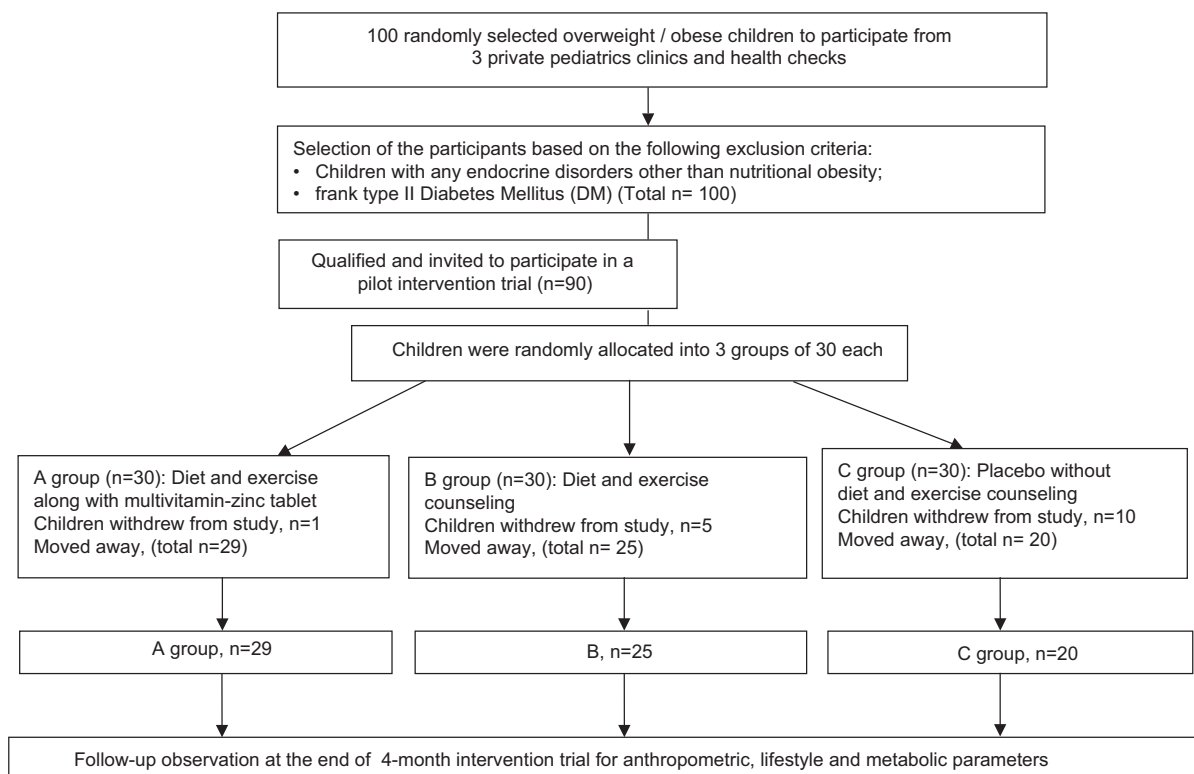 100 randomly selected overweight / obese children to participate from
3 private pediatrics clinics and health checks
Selection of the participants based on the following exclusion criteria:
• Children with any endocrine disorders other than nutritional obesity;
• frank type II Diabetes Mellitus (DM) (Total n= 100)
Qualified and invited to participate in a
pilot intervention trial (n=90)
Children were randomly allocated into 3 groups of 30 each
A group (n=30): Diet and exercise
along with multivitamin-zinc tablet
Children withdrew from study, n=1
Moved away, (total n=29)
B group (n=30): Diet and exercise
counseling
Children withdrew from study, n=5
Moved away, (total n= 25)
C group (n=30): Placebo without
diet and exercise counseling
Children withdrew from study, n=10
Moved away, (total n= 20)
A group, n=29
B, n=25
C group, n=20
Follow-up observation at the end of 4-month intervention trial for anthropometric, lifestyle and metabolic parameters